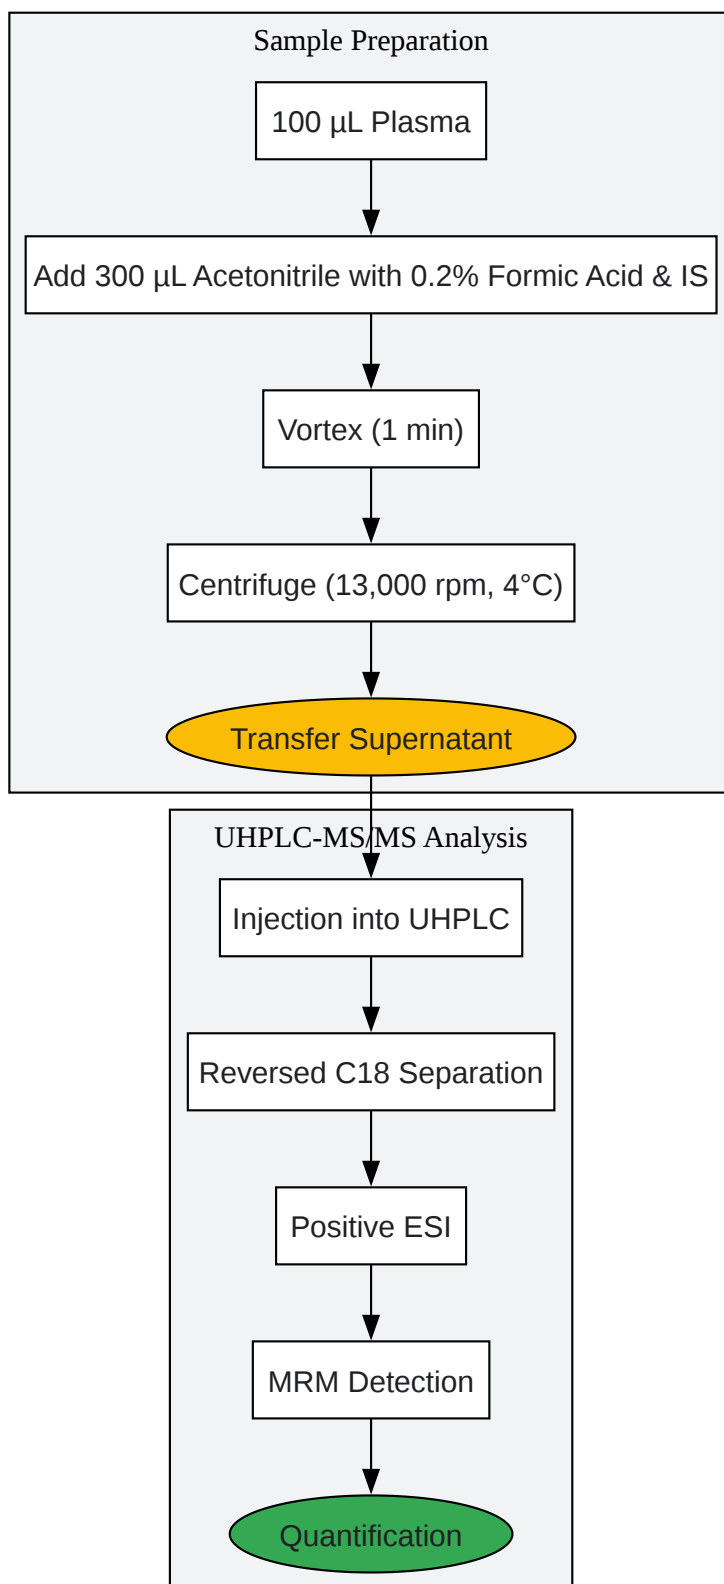 Sample Preparation
100 µL Plasma
Add 300 µL Acetonitrile with 0.2% Formic Acid & IS
Vortex (1 min)
Centrifuge (13,000 rpm, 4°C)
Transfer Supernatant
UHPLC-MS/MS Analysis
Injection into UHPLC
Reversed C18 Separation
Positive ESI
MRM Detection
Quantification